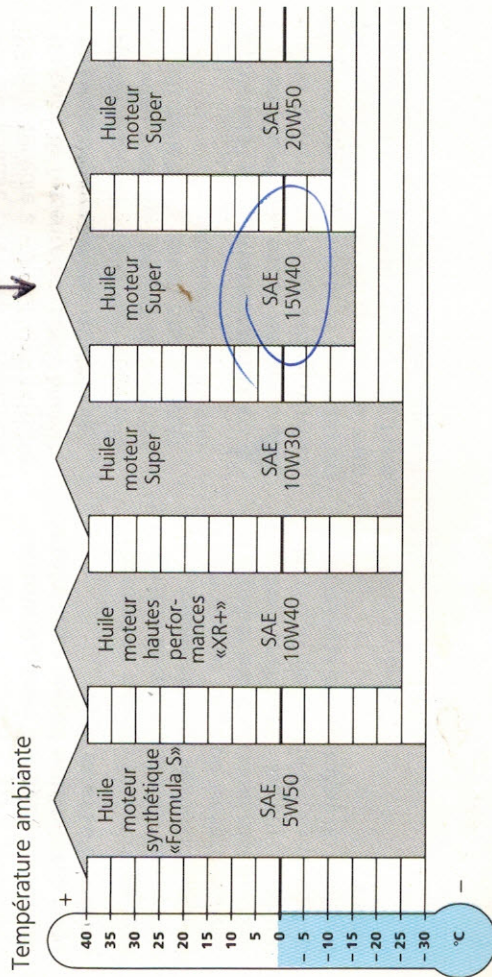 Température ambiante
+
40
35
30
25
20
15
10
5
0
– 5
– 10
– 15
– 20
– 25
– 30
°C
–
Huile
moteur
synthétique
«Formula S»
SAE
5W50
Huile
moteur
hautes
perfor-
mances
«XR+»
SAE
10W40
Huile
moteur
Super
SAE
10W30
Huile
moteur
Super
SAE
15W40
Huile
moteur
Super
SAE
20W50